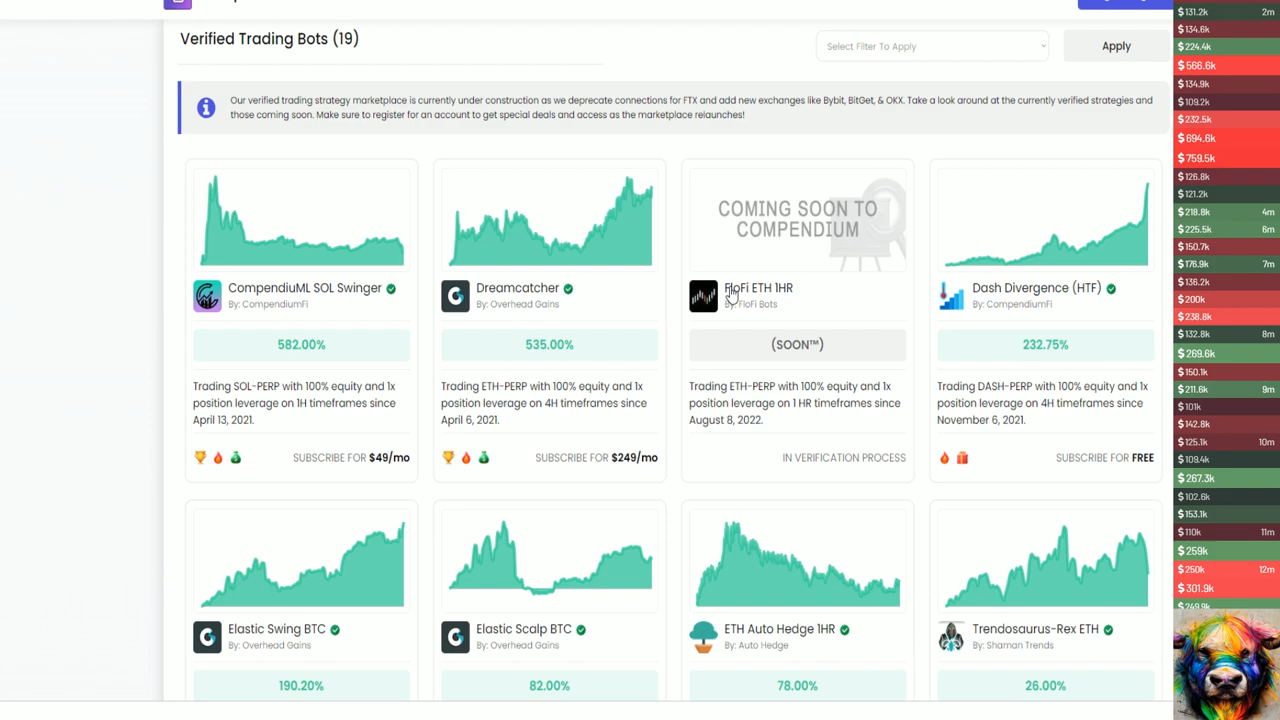 Verified Trading Bots (19)
Select Filter To Apply
Apply
Our verified trading strategy marketplace is currently under construction as we deprecate connections for FTX and add new exchanges like Bybit, BitGet, & OKX. Take a look around at the currently verified strategies and
those coming soon. Make sure to register for an account to get special deals and access as the marketplace relaunches!
CompendiuML SOL Swinger
By: CompendiumFi
582.00%
Trading SOL-PERP with 100% equity and 1x
position leverage on 1H timeframes since
April 13, 2021.
SUBSCRIBE FOR $49/mo
Dreamcatcher
By: Overhead Gains
535.00%
Trading ETH-PERP with 100% equity and 1x
position leverage on 4H timeframes since
April 6, 2021.
SUBSCRIBE FOR $249/mo
COMING SOON TO
COMPENDIUM
FloFi ETH 1HR
By: FloFi Bots
(SOON™)
Trading ETH-PERP with 100% equity and 1x
position leverage on 1 HR timeframes since
August 8, 2022.
IN VERIFICATION PROCESS
Dash Divergence (HTF)
By: CompendiumFi
232.75%
Trading DASH-PERP with 100% equity and 1x
position leverage on 4H timeframes since
November 6, 2021.
SUBSCRIBE FOR FREE
Elastic Swing BTC
By: Overhead Gains
190.20%
Elastic Scalp BTC
By: Overhead Gains
82.00%
ETH Auto Hedge 1HR
By: Auto Hedge
78.00%
Trendosaurus-Rex ETH
By: Shaman Trends
26.00%
$131.2k 2m
$134.6k
$224.4k
$566.6k
$134.9k
$109.2k
$232.5k
$694.6k
$759.5k
$126.8k
$121.2k
$218.8k 4m
$225.5k 6m
$150.7k
$176.9k 7m
$136.2k
$200k
$238.8k
$132.8k 8m
$269.6k
$150.1k
$211.6k 9m
$101k
$142.8k
$125.1k 10m
$109.4k
$267.3k
$102.6k
$153.1k
$110k 11m
$259k
$250k 12m
$301.9k
$249.9k